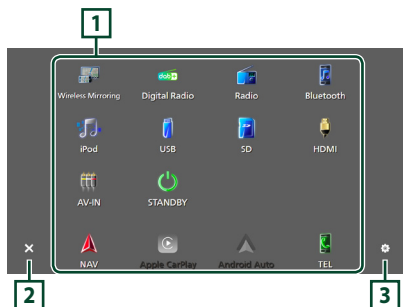 1
dab+
Wireless Mirroring Digital Radio Radio Bluetooth
iPod USB SD HDMI
AV-IN STANDBY
NAV Apple CarPlay Android Auto TEL
2 3